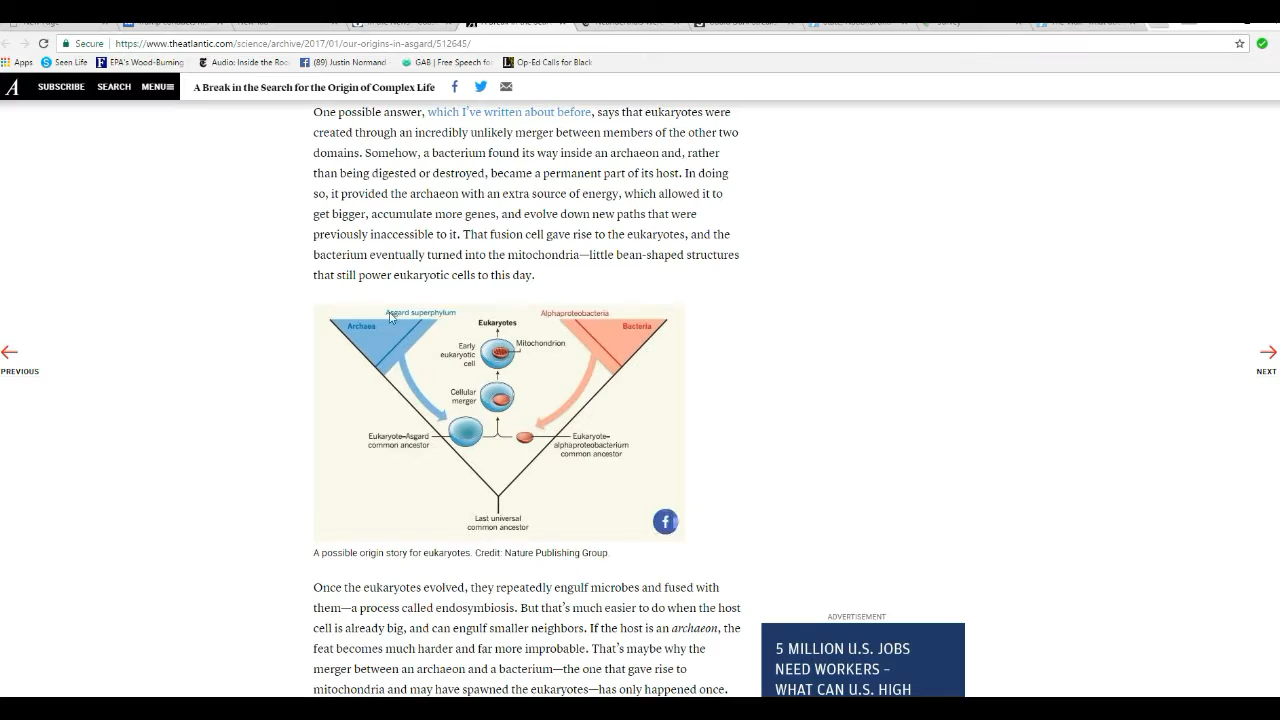 Secure
https://www.theatlantic.com/science/archive/2017/01/our-origins-in-asgard/512645/
Apps
Seen Life
EPA's Wood-Burning
Audio: Inside the Roo
(89) Justin Normand
GAB | Free Speech fo
Op-Ed Calls for Black
A
SUBSCRIBE
SEARCH
MENU
A Break in the Search for the Origin of Complex Life
One possible answer, which I've written about before, says that eukaryotes were
created through an incredibly unlikely merger between members of the other two
domains. Somehow, a bacterium found its way inside an archaeon and, rather
than being digested or destroyed, became a permanent part of its host. In doing
so, it provided the archaeon with an extra source of energy, which allowed it to
get bigger, accumulate more genes, and evolve down new paths that were
previously inaccessible to it. That fusion cell gave rise to the eukaryotes, and the
bacterium eventually turned into the mitochondria—little bean-shaped structures
that still power eukaryotic cells to this day.
Asgard superphylum
Alphaproteobacteria
Archaea
Eukaryotes
Bacteria
Early
eukaryotic
cell
Mitochondrion
Cellular
merger
Eukaryote–Asgard
common ancestor
Eukaryote–
alphaproteobacterium
common ancestor
Last universal
common ancestor
PREVIOUS
NEXT
A possible origin story for eukaryotes. Credit: Nature Publishing Group.
Once the eukaryotes evolved, they repeatedly engulf microbes and fused with
them—a process called endosymbiosis. But that's much easier to do when the host
cell is already big, and can engulf smaller neighbors. If the host is an archaeon, the
feat becomes much harder and far more improbable. That's maybe why the
merger between an archaeon and a bacterium—the one that gave rise to
mitochondria and may have spawned the eukaryotes—has only happened once.
ADVERTISEMENT
5 MILLION U.S. JOBS
NEED WORKERS –
WHAT CAN U.S. HIGH